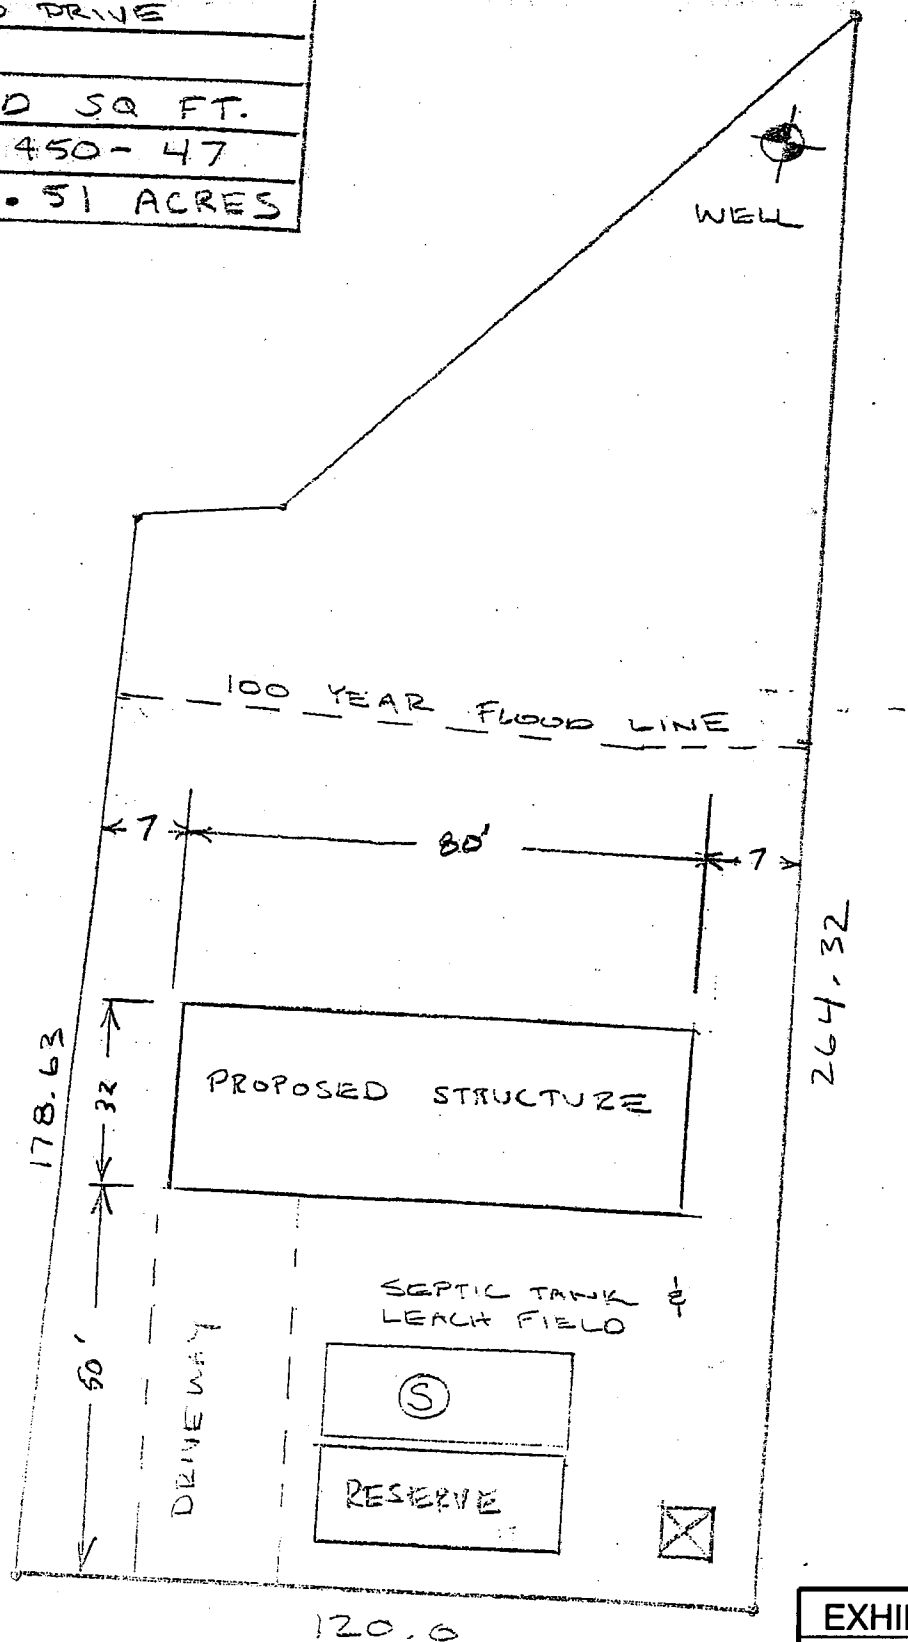 DRIVE
D SQ FT.
450-47
.51 ACRES
WELL
100 YEAR FLOOD LINE
7
80'
7
264.32
178.63
32
PROPOSED STRUCTURE
50'
SEPTIC TANK &
LEACH FIELD
DRIVEWAY
S
RESERVE
120.0
EXHI